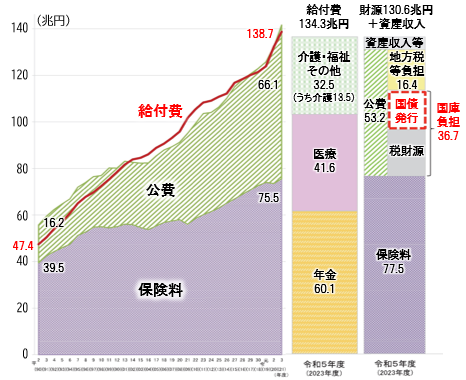 (兆円)
140
120
100
80
60
40
20
0
138.7
給付費
66.1
公費
16.2
47.4
39.5
75.5
保険料
(年度)
給付費
134.3兆円
介護・福祉
その他
32.5
(うち介護13.5)
医療
41.6
年金
60.1
令和5年度
(2023年度)
財源130.6兆円
＋資産収入
資産収入等
地方税
等負担
16.4
公費
53.2
国債
発行
税財源
国庫
負担
36.7
保険料
77.5
令和5年度
(2023年度)